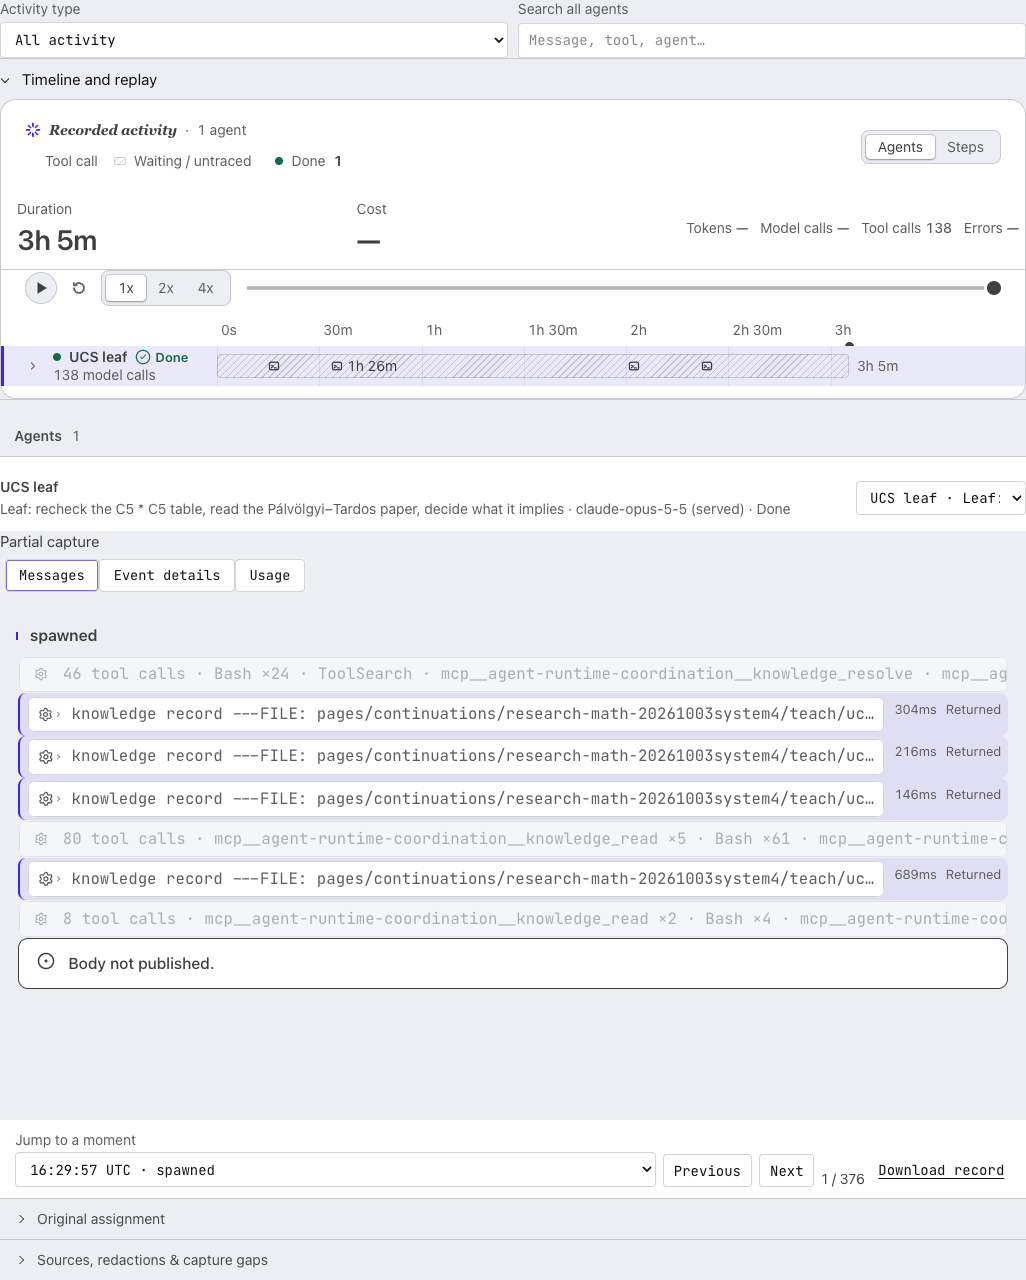 Activity type
Search all agents
All activity
Message, tool, agent…
Timeline and replay
Recorded activity · 1 agent
Tool call Waiting / untraced Done 1
Agents Steps
Duration
3h 5m
Cost
—
Tokens — Model calls — Tool calls 138 Errors —
1x 2x 4x
0s 30m 1h 1h 30m 2h 2h 30m 3h
UCS leaf Done
138 model calls
1h 26m
3h 5m
Agents 1
UCS leaf
Leaf: recheck the C5 * C5 table, read the Pálvölgyi–Tardos paper, decide what it implies · claude-opus-5-5 (served) · Done
UCS leaf · Leaf:
Partial capture
Messages Event details Usage
spawned
46 tool calls · Bash ×24 · ToolSearch · mcp__agent-runtime-coordination__knowledge_resolve · mcp__ag
knowledge record ---FILE: pages/continuations/research-math-20261003system4/teach/uc… 304ms Returned
knowledge record ---FILE: pages/continuations/research-math-20261003system4/teach/uc… 216ms Returned
knowledge record ---FILE: pages/continuations/research-math-20261003system4/teach/uc… 146ms Returned
80 tool calls · mcp__agent-runtime-coordination__knowledge_read ×5 · Bash ×61 · mcp__agent-runtime-c
knowledge record ---FILE: pages/continuations/research-math-20261003system4/teach/uc… 689ms Returned
8 tool calls · mcp__agent-runtime-coordination__knowledge_read ×2 · Bash ×4 · mcp__agent-runtime-coo
Body not published.
Jump to a moment
16:29:57 UTC · spawned
Previous Next 1 / 376 Download record
Original assignment
Sources, redactions & capture gaps